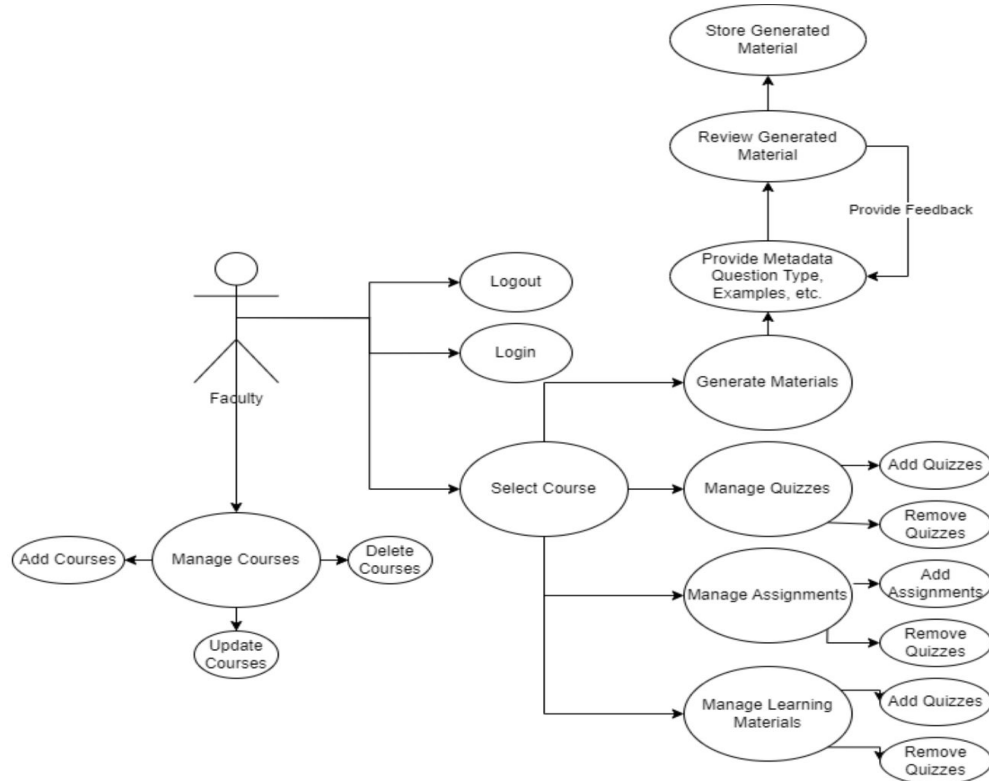 Store Generated
Material
Review Generated
Material
Provide Feedback
Provide Metadata
Question Type,
Examples, etc.
Logout
Login
Generate Materials
Faculty
Select Course
Manage Quizzes
Add Quizzes
Remove
Quizzes
Add Courses
Manage Courses
Delete
Courses
Update
Courses
Manage Assignments
Add
Assignments
Remove
Quizzes
Manage Learning
Materials
Add Quizzes
Remove
Quizzes